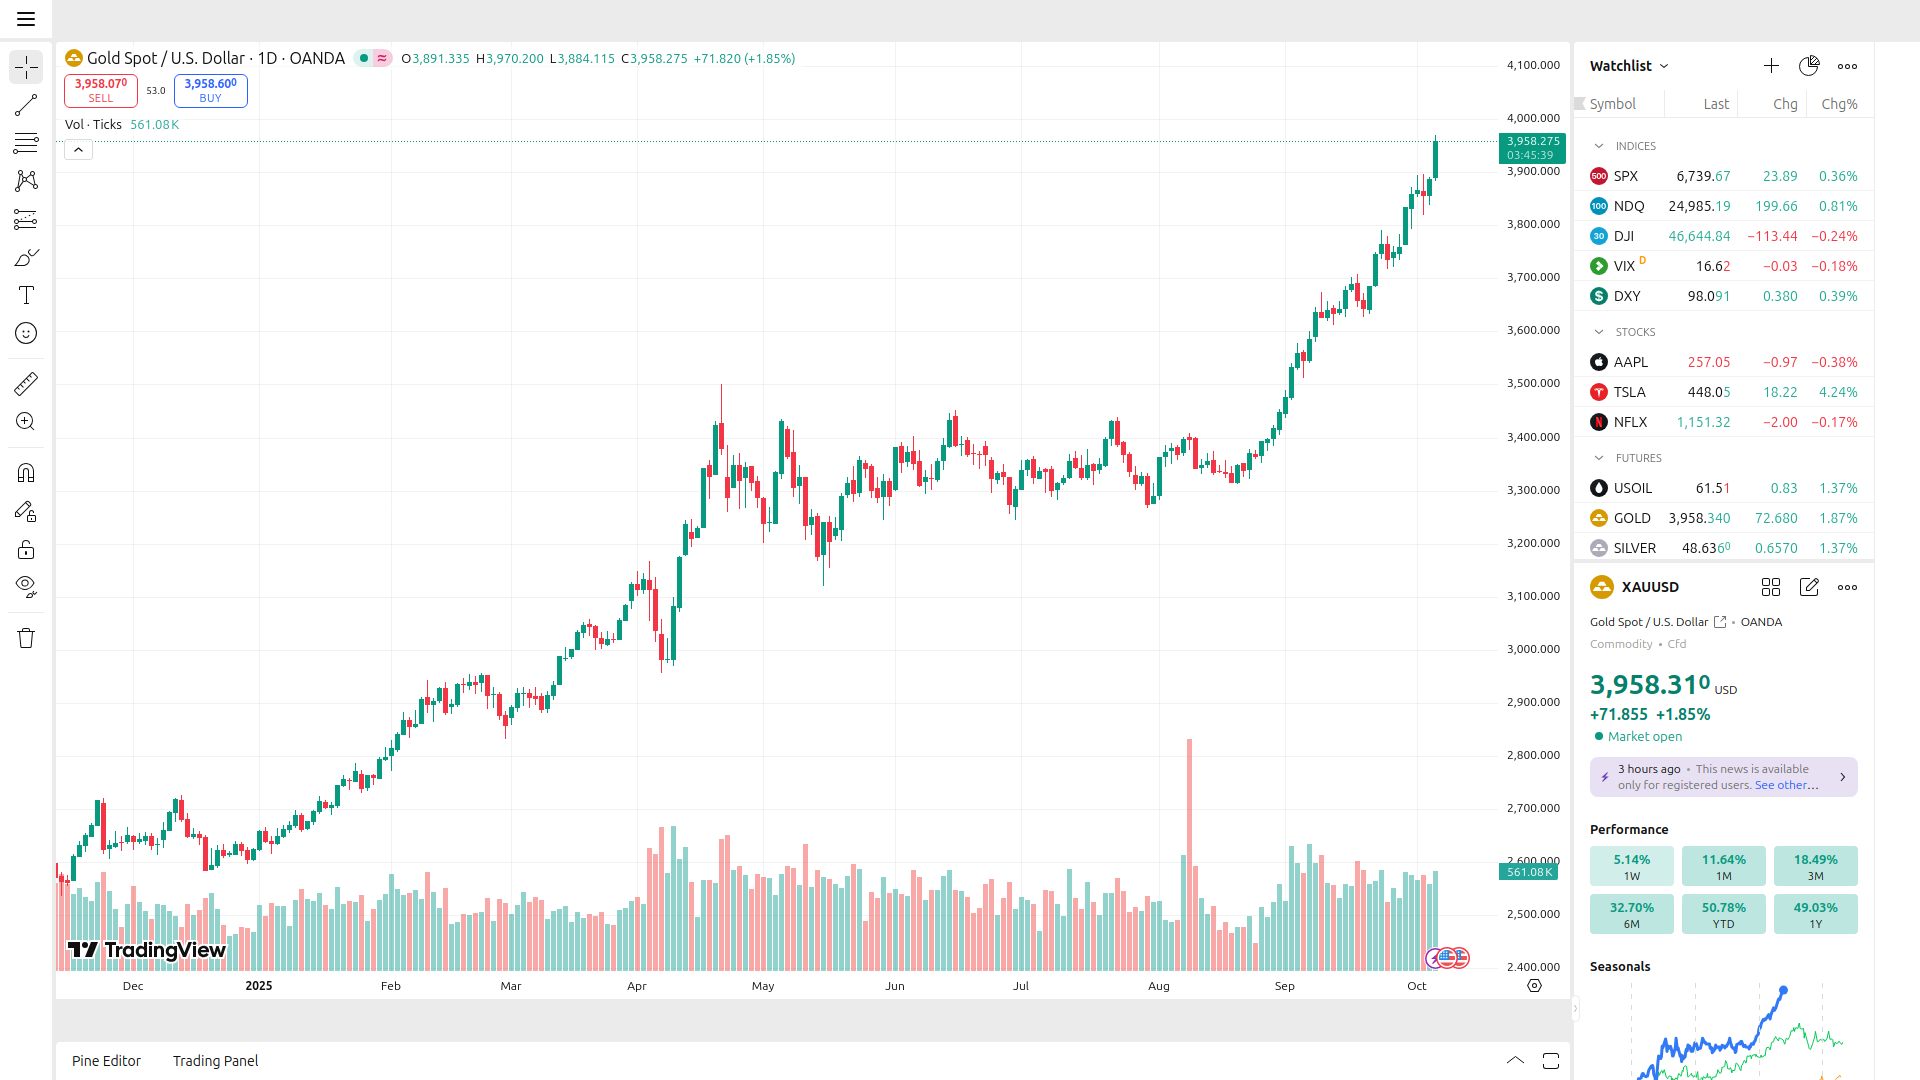 Gold Spot / U.S. Dollar · 1D · OANDA
≈
O3,891.335 H3,970.200 L3,884.115 C3,958.275 +71.820 (+1.85%)
3,958.070
SELL
53.0
3,958.600
BUY
Vol · Ticks 561.08 K
4,100.000
4,000.000
3,958.275
03:45:39
3,900.000
3,800.000
3,700.000
3,600.000
3,500.000
3,400.000
3,300.000
3,200.000
3,100.000
3,000.000
2,900.000
2,800.000
2,700.000
2,600.000
561.08 K
2,500.000
2,400.000
TradingView
Dec 2025 Feb Mar Apr May Jun Jul Aug Sep Oct
Pine Editor Trading Panel
Watchlist
Symbol Last Chg Chg%
INDICES
500 SPX 6,739.67 23.89 0.36%
100 NDQ 24,985.19 199.66 0.81%
30 DJI 46,644.84 −113.44 −0.24%
VIX D 16.62 −0.03 −0.18%
$ DXY 98.091 0.380 0.39%
STOCKS
AAPL 257.05 −0.97 −0.38%
TSLA 448.05 18.22 4.24%
N NFLX 1,151.32 −2.00 −0.17%
FUTURES
USOIL 61.51 0.83 1.37%
GOLD 3,958.340 72.680 1.87%
SILVER 48.6360 0.6570 1.37%
XAUUSD
Gold Spot / U.S. Dollar • OANDA
Commodity • Cfd
3,958.310 USD
+71.855 +1.85%
Market open
3 hours ago • This news is available
only for registered users. See other…
Performance
5.14% 11.64% 18.49%
1W 1M 3M
32.70% 50.78% 49.03%
6M YTD 1Y
Seasonals